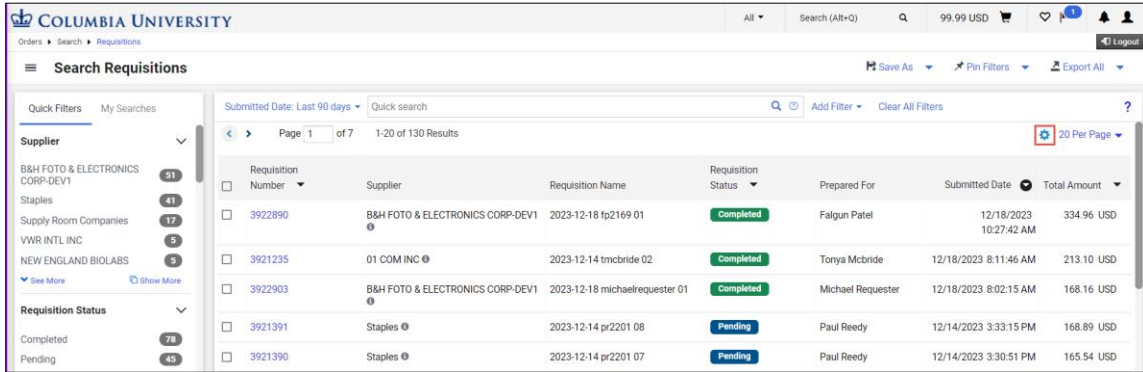 COLUMBIA UNIVERSITY
All
Search (Alt+Q)
99.99 USD
1
Orders Search Requisitions
Logout
Search Requisitions
Save As
Pin Filters
Export All
Quick Filters My Searches
Submitted Date: Last 90 days
Quick search
Add Filter
Clear All Filters
?
Supplier
Page 1 of 7
1-20 of 130 Results
20 Per Page
B&H FOTO & ELECTRONICS
CORP-DEV1
51
Staples 41
Supply Room Companies 17
VWR INTL INC 5
NEW ENGLAND BIOLABS 5
See More
Show More
Requisition Status
Completed 78
Pending 45
Requisition
Number
Supplier
Requisition Name
Requisition
Status
Prepared For
Submitted Date
Total Amount
3922890 B&H FOTO & ELECTRONICS CORP-DEV1 2023-12-18 fp2169 01 Completed Falgun Patel 12/18/2023 334.96 USD
10:27:42 AM
3921235 01 COM INC 2023-12-14 tmcbride 02 Completed Tonya Mcbride 12/18/2023 8:11:46 AM 213.10 USD
3922903 B&H FOTO & ELECTRONICS CORP-DEV1 2023-12-18 michaelrequester 01 Completed Michael Requester 12/18/2023 8:02:15 AM 168.16 USD
3921391 Staples 2023-12-14 pr2201 08 Pending Paul Reedy 12/14/2023 3:33:15 PM 168.89 USD
3921390 Staples 2023-12-14 pr2201 07 Pending Paul Reedy 12/14/2023 3:30:51 PM 165.54 USD